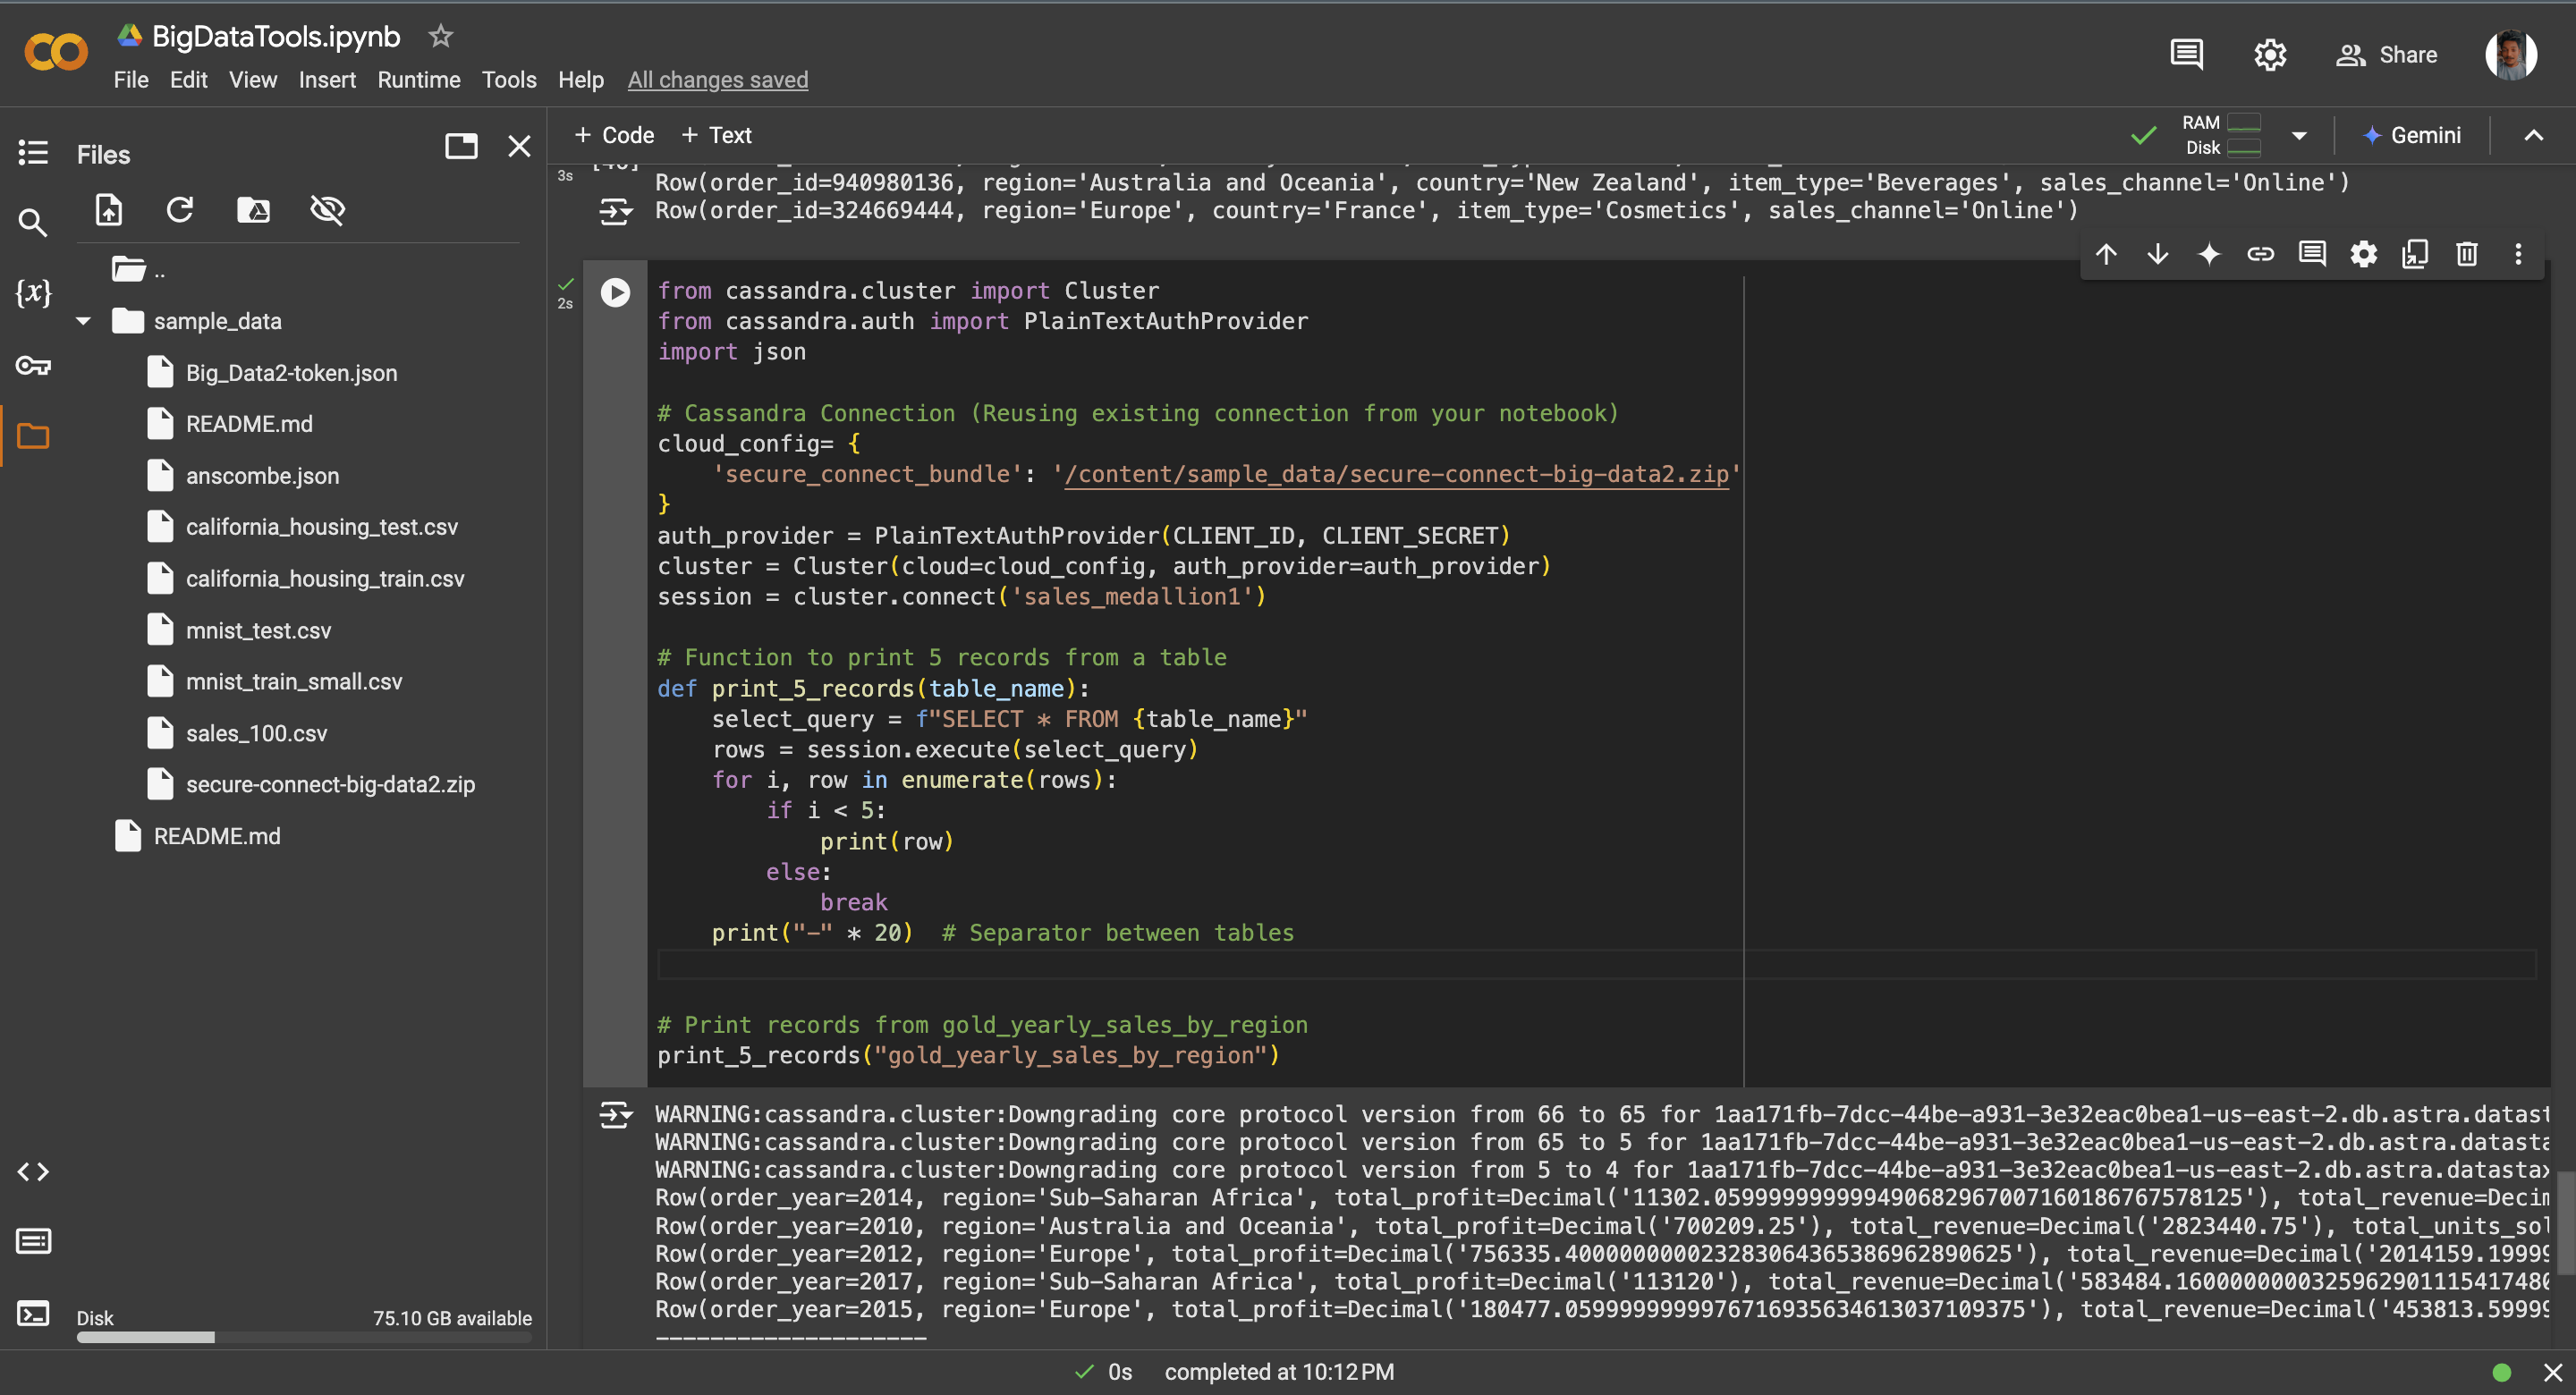 BigDataTools.ipynb
File Edit View Insert Runtime Tools Help All changes saved
Share
Files
+ Code + Text
RAM
Disk
Gemini
3s
Row(order_id=940980136, region='Australia and Oceania', country='New Zealand', item_type='Beverages', sales_channel='Online')
Row(order_id=324669444, region='Europe', country='France', item_type='Cosmetics', sales_channel='Online')
..
sample_data
Big_Data2-token.json
README.md
anscombe.json
california_housing_test.csv
california_housing_train.csv
mnist_test.csv
mnist_train_small.csv
sales_100.csv
secure-connect-big-data2.zip
README.md
Disk 75.10 GB available
{x}
2s
from cassandra.cluster import Cluster
from cassandra.auth import PlainTextAuthProvider
import json
# Cassandra Connection (Reusing existing connection from your notebook)
cloud_config= {
    'secure_connect_bundle': '/content/sample_data/secure-connect-big-data2.zip'
}
auth_provider = PlainTextAuthProvider(CLIENT_ID, CLIENT_SECRET)
cluster = Cluster(cloud=cloud_config, auth_provider=auth_provider)
session = cluster.connect('sales_medallion1')
# Function to print 5 records from a table
def print_5_records(table_name):
    select_query = f"SELECT * FROM {table_name}"
    rows = session.execute(select_query)
    for i, row in enumerate(rows):
        if i < 5:
            print(row)
        else:
            break
    print("-" * 20)  # Separator between tables
# Print records from gold_yearly_sales_by_region
print_5_records("gold_yearly_sales_by_region")
WARNING:cassandra.cluster:Downgrading core protocol version from 66 to 65 for 1aa171fb-7dcc-44be-a931-3e32eac0bea1-us-east-2.db.astra.datast
WARNING:cassandra.cluster:Downgrading core protocol version from 65 to 5 for 1aa171fb-7dcc-44be-a931-3e32eac0bea1-us-east-2.db.astra.datasta
WARNING:cassandra.cluster:Downgrading core protocol version from 5 to 4 for 1aa171fb-7dcc-44be-a931-3e32eac0bea1-us-east-2.db.astra.datastax
Row(order_year=2014, region='Sub-Saharan Africa', total_profit=Decimal('11302.059999999999490682967007160186767578125'), total_revenue=Decim
Row(order_year=2010, region='Australia and Oceania', total_profit=Decimal('700209.25'), total_revenue=Decimal('2823440.75'), total_units_sol
Row(order_year=2012, region='Europe', total_profit=Decimal('756335.400000000023283064365386962890625'), total_revenue=Decimal('2014159.19999
Row(order_year=2017, region='Sub-Saharan Africa', total_profit=Decimal('113120'), total_revenue=Decimal('583484.1600000000325962901115417480
Row(order_year=2015, region='Europe', total_profit=Decimal('180477.0599999999976716935634613037109375'), total_revenue=Decimal('453813.59999
--------------------
0s completed at 10:12 PM